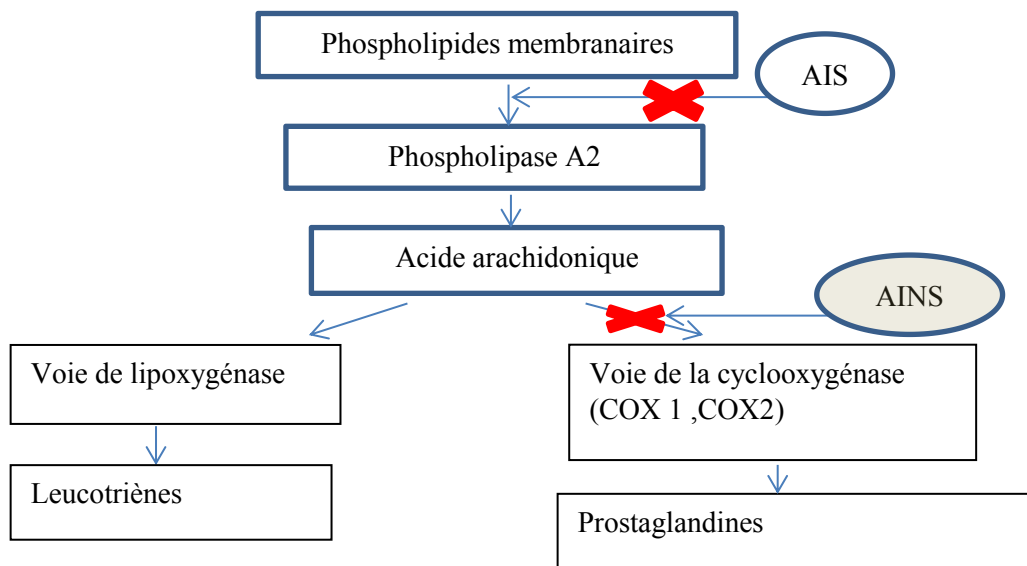 Phospholipides membranaires
AIS
Phospholipase A2
Acide arachidonique
AINS
Voie de lipoxygénase
Voie de la cyclooxygénase
(COX 1 ,COX2)
Leucotriènes
Prostaglandines